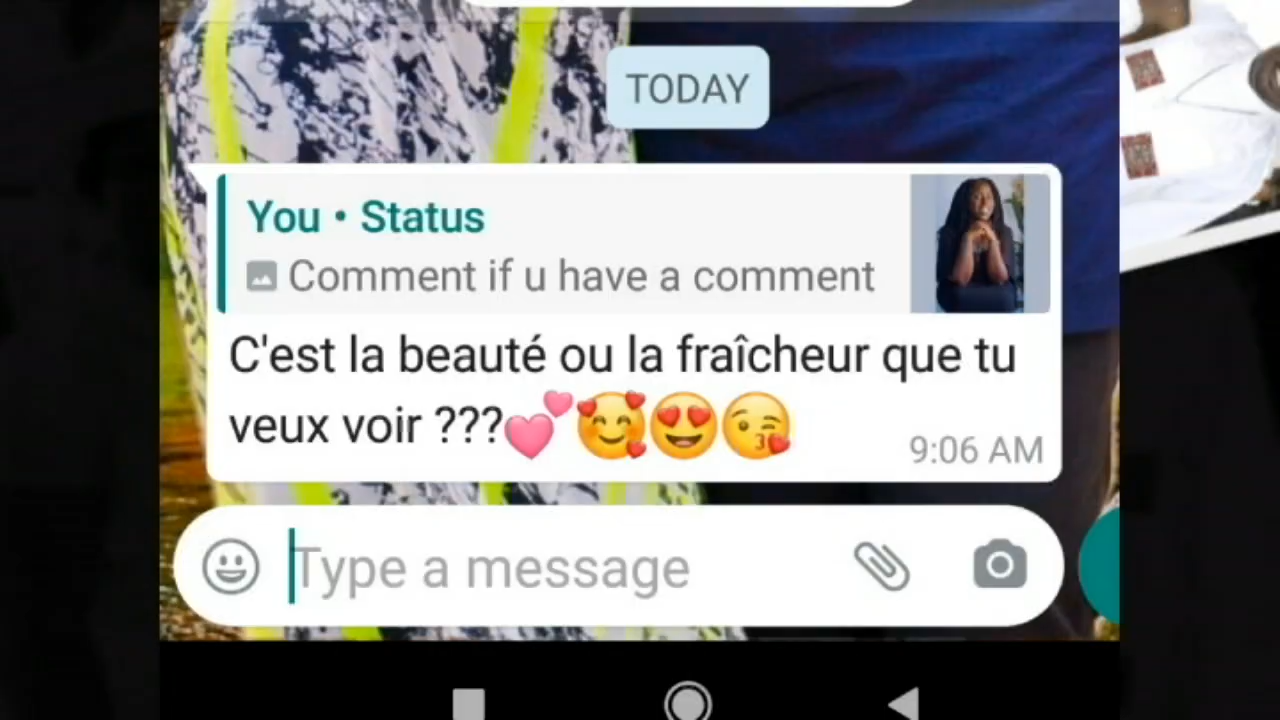 TODAY
You • Status
Comment if u have a comment
C'est la beauté ou la fraîcheur que tu
veux voir ???💕🥰😍😘
9:06 AM
Type a message